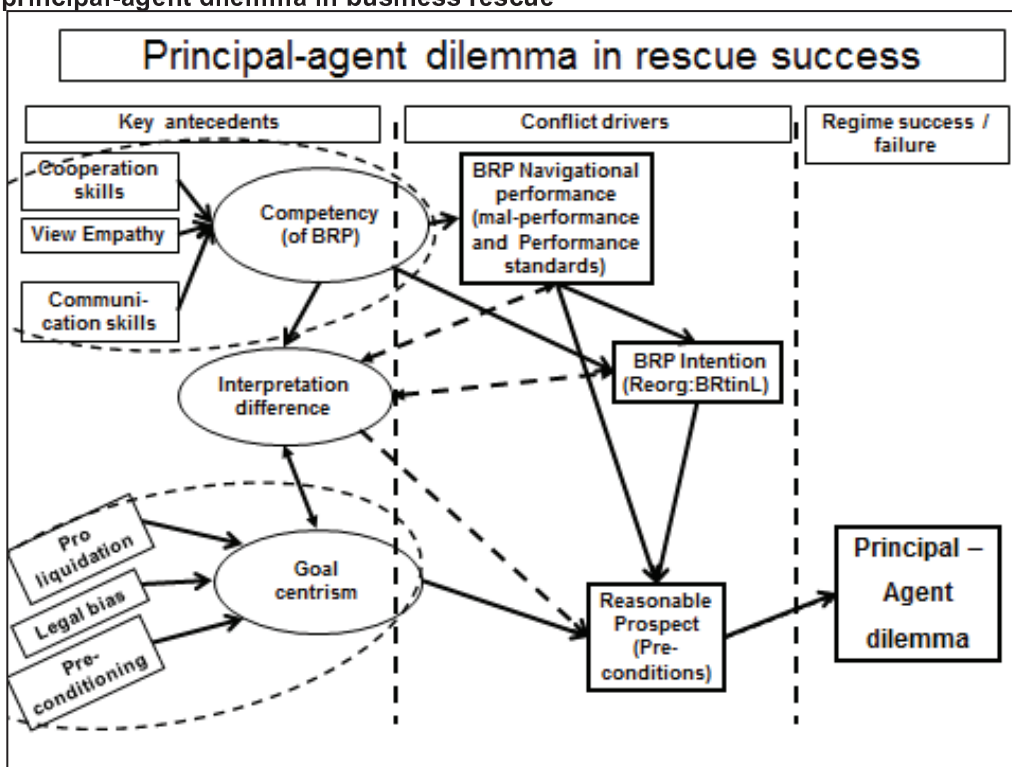 principal-agent dilemma in business rescue
Principal-agent dilemma in rescue success
Key antecedents
Conflict drivers
Regime success /
failure
Cooperation
skills
View Empathy
Communi-
cation skills
Competency
(of BRP)
BRP Navigational
performance
(mal-performance
and Performance
standards)
BRP Intention
(Reorg:BRtinL)
Interpretation
difference
Pro
liquidation
Legal bias
Pre-
conditioning
Goal
centrism
Reasonable
Prospect
(Pre-
conditions)
Principal –
Agent
dilemma